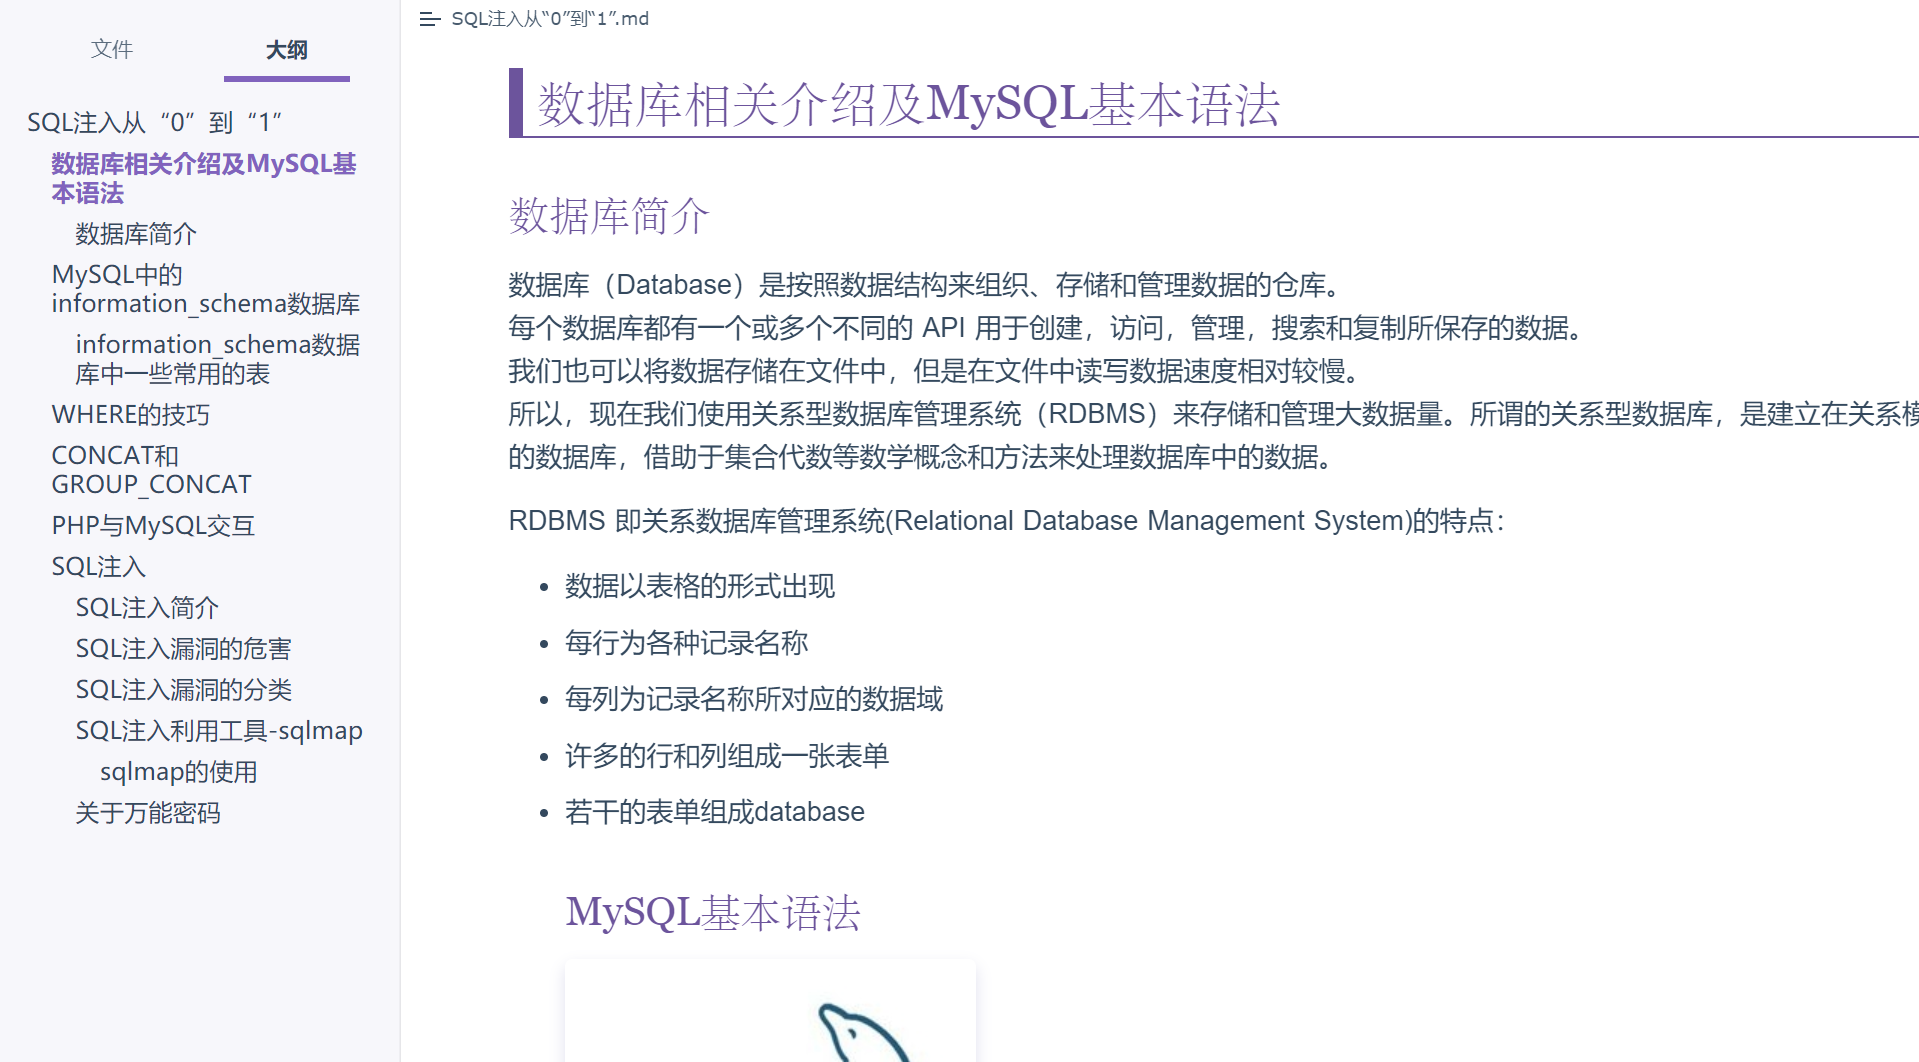 文件
大纲
SQL注入从“0”到“1”
数据库相关介绍及MySQL基
本语法
数据库简介
MySQL中的
information_schema数据库
information_schema数据
库中一些常用的表
WHERE的技巧
CONCAT和
GROUP_CONCAT
PHP与MySQL交互
SQL注入
SQL注入简介
SQL注入漏洞的危害
SQL注入漏洞的分类
SQL注入利用工具-sqlmap
sqlmap的使用
关于万能密码
SQL注入从“0”到“1”.md
数据库相关介绍及MySQL基本语法
数据库简介
数据库（Database）是按照数据结构来组织、存储和管理数据的仓库。
每个数据库都有一个或多个不同的 API 用于创建，访问，管理，搜索和复制所保存的数据。
我们也可以将数据存储在文件中，但是在文件中读写数据速度相对较慢。
所以，现在我们使用关系型数据库管理系统（RDBMS）来存储和管理大数据量。所谓的关系型数据库，是建立在关系模
的数据库，借助于集合代数等数学概念和方法来处理数据库中的数据。
RDBMS 即关系数据库管理系统(Relational Database Management System)的特点：
• 数据以表格的形式出现
• 每行为各种记录名称
• 每列为记录名称所对应的数据域
• 许多的行和列组成一张表单
• 若干的表单组成database
MySQL基本语法